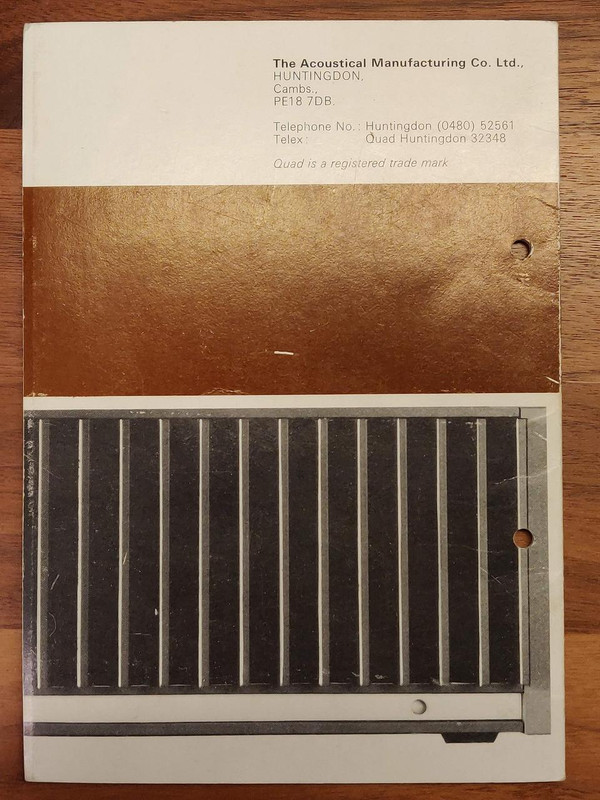 The Acoustical Manufacturing Co. Ltd.,
HUNTINGDON,
Cambs.,
PE18 7DB.
Telephone No.: Huntingdon (0480) 52561
Telex: Quad Huntingdon 32348
Quad is a registered trade mark